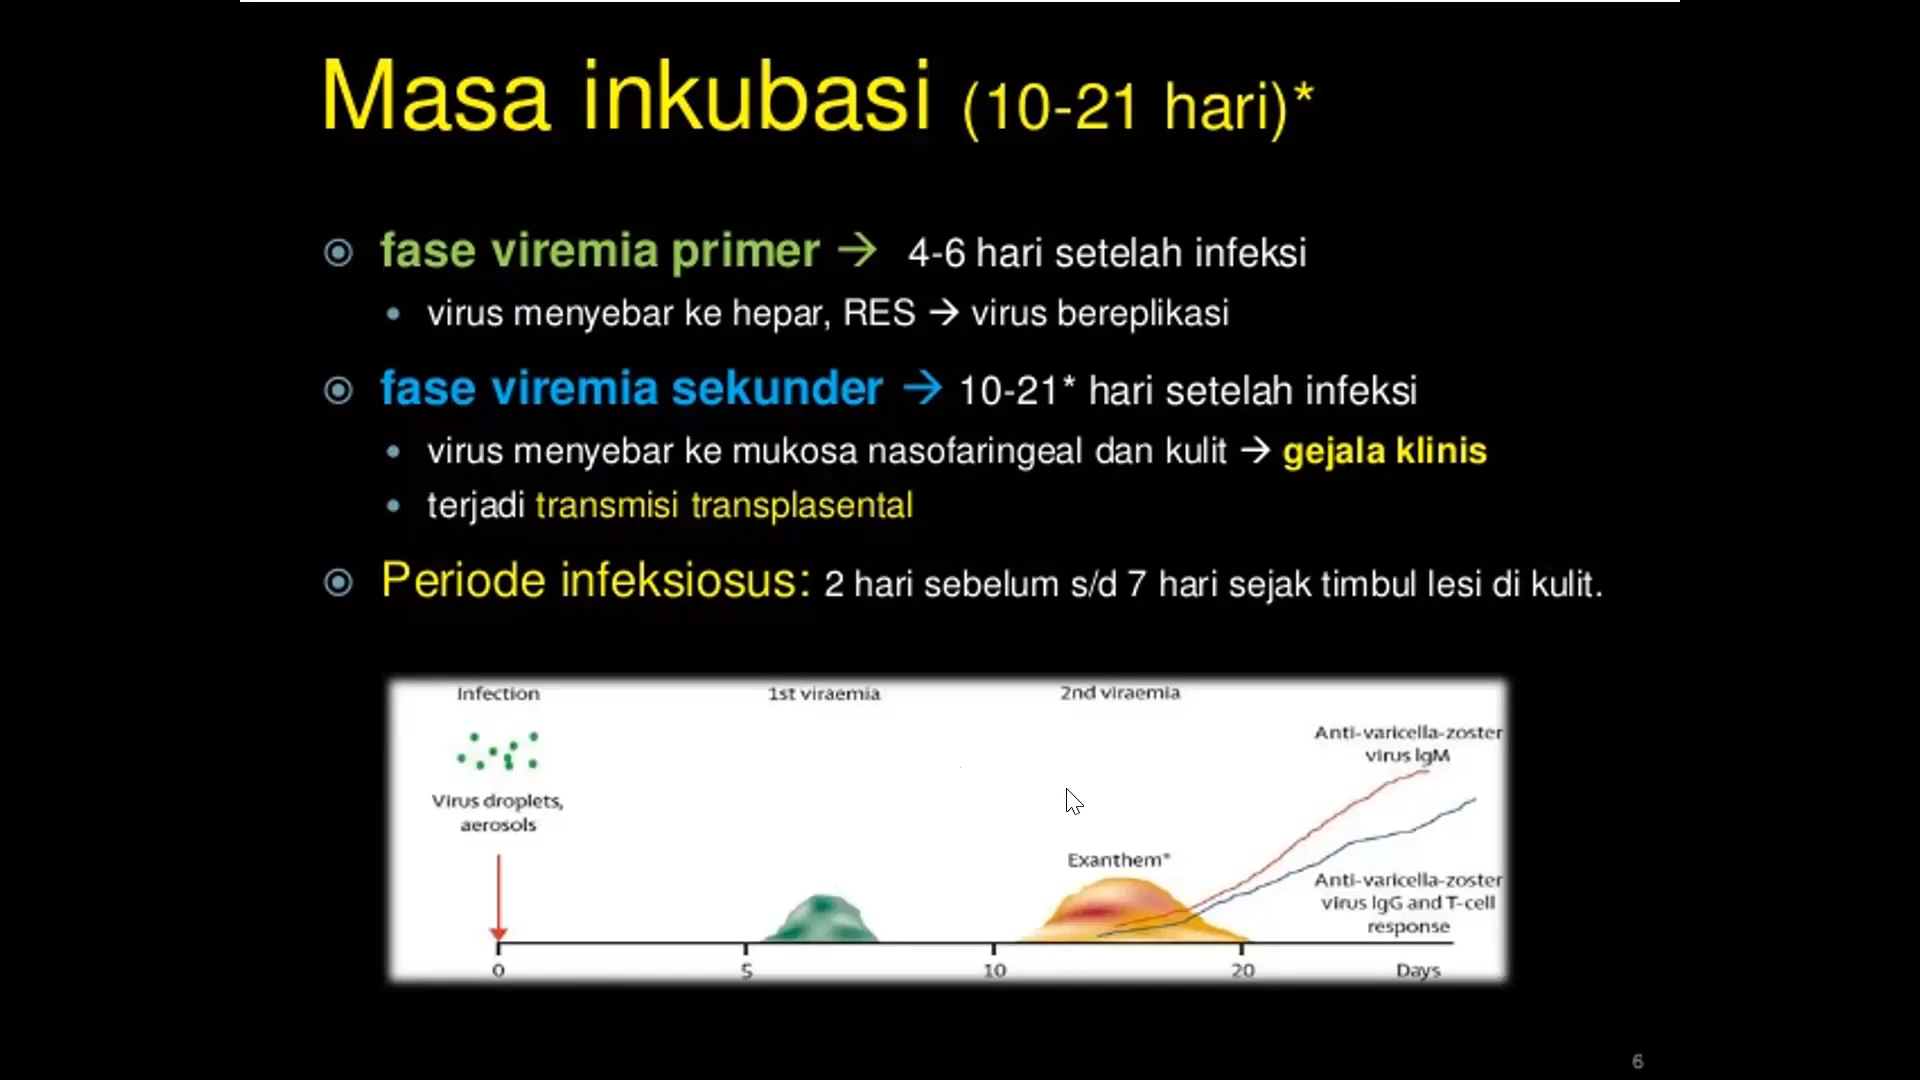 Masa inkubasi (10-21 hari)*
fase viremia primer → 4-6 hari setelah infeksi
virus menyebar ke hepar, RES → virus bereplikasi
fase viremia sekunder → 10-21* hari setelah infeksi
virus menyebar ke mukosa nasofaringeal dan kulit → gejala klinis
terjadi transmisi transplasental
Periode infeksiosus: 2 hari sebelum s/d 7 hari sejak timbul lesi di kulit.
Infection
1st viraemia
2nd viraemia
Anti-varicella-zoster
virus IgM
Virus droplets,
aerosols
Exanthem*
Anti-varicella-zoster
virus IgG and T-cell
response
0 5 10 20 Days
6